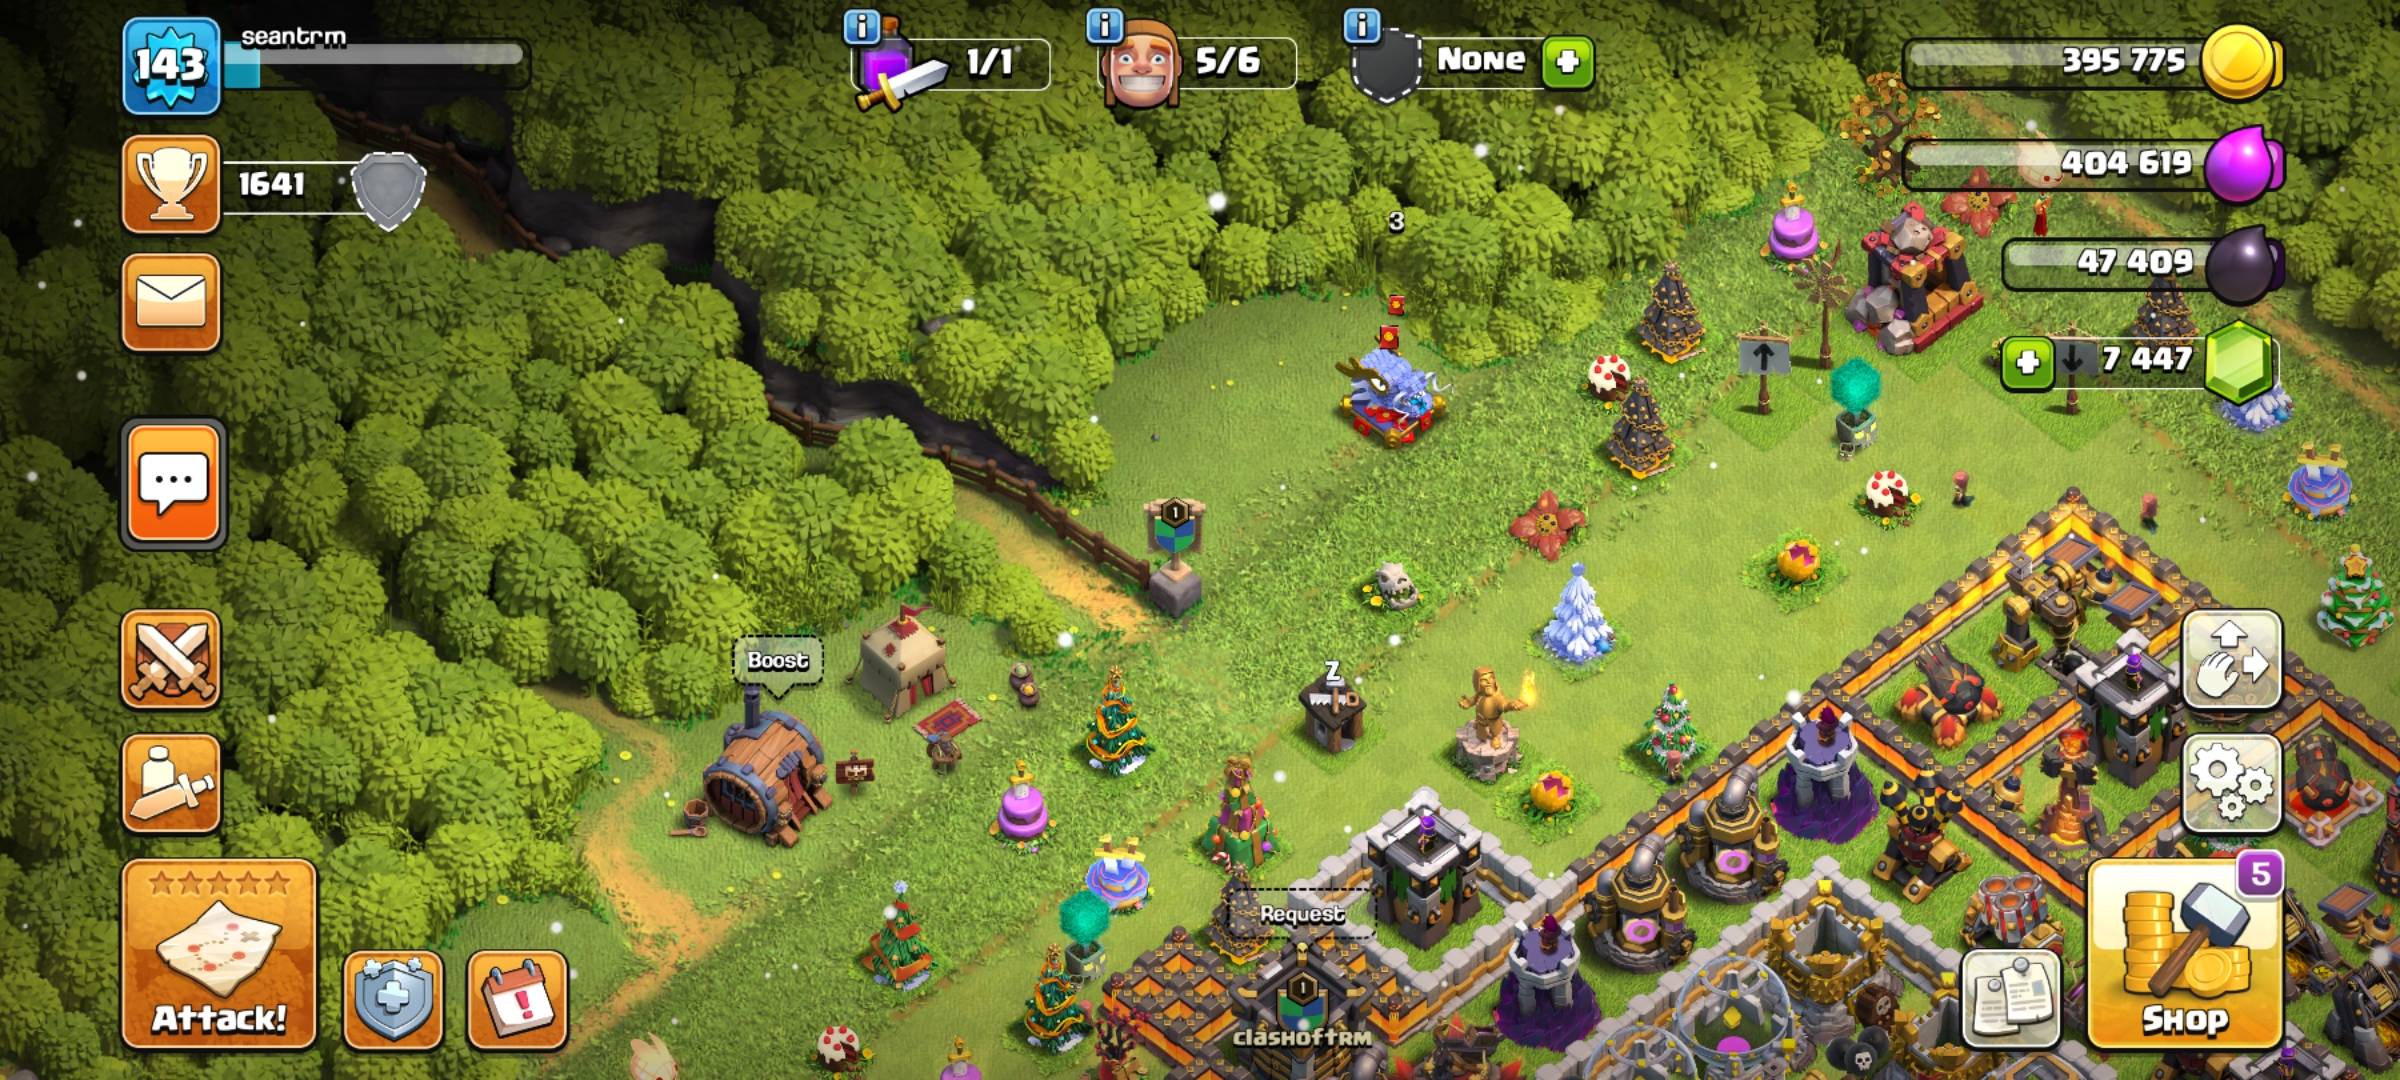 143
seantrm
1/1
5/6
None
395 775
1641
404 619
3
47 409
7 447
1
Boost
Z
5
Request
1
clashofTRM
Attack!
Shop